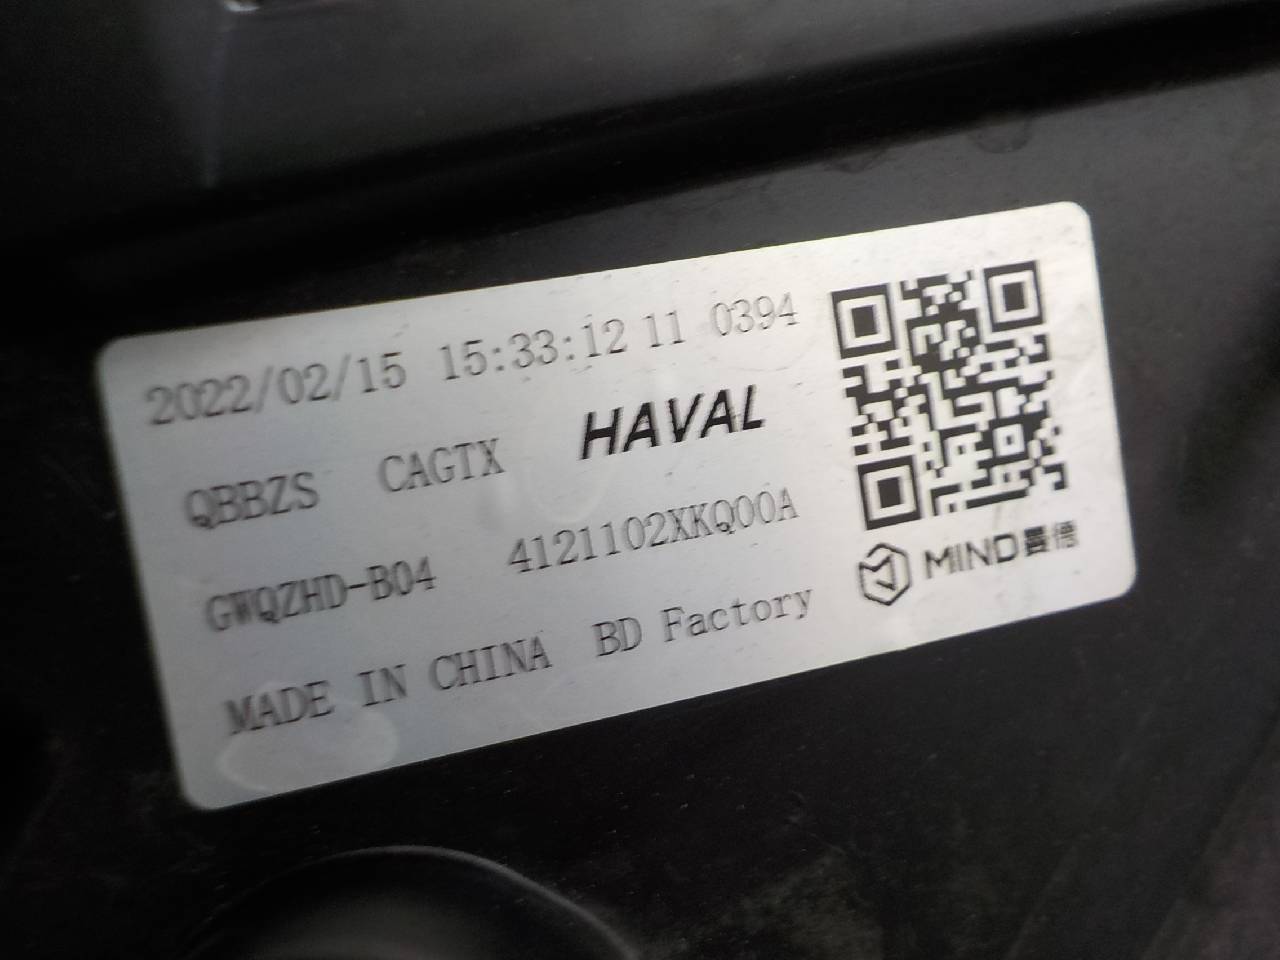 2022/02/15 15:33:12 11 0394
QBBZS CAGTX HAVAL
GWQZHD-B04 4121102XKQ00A
MADE IN CHINA BD Factory
MIND曼德